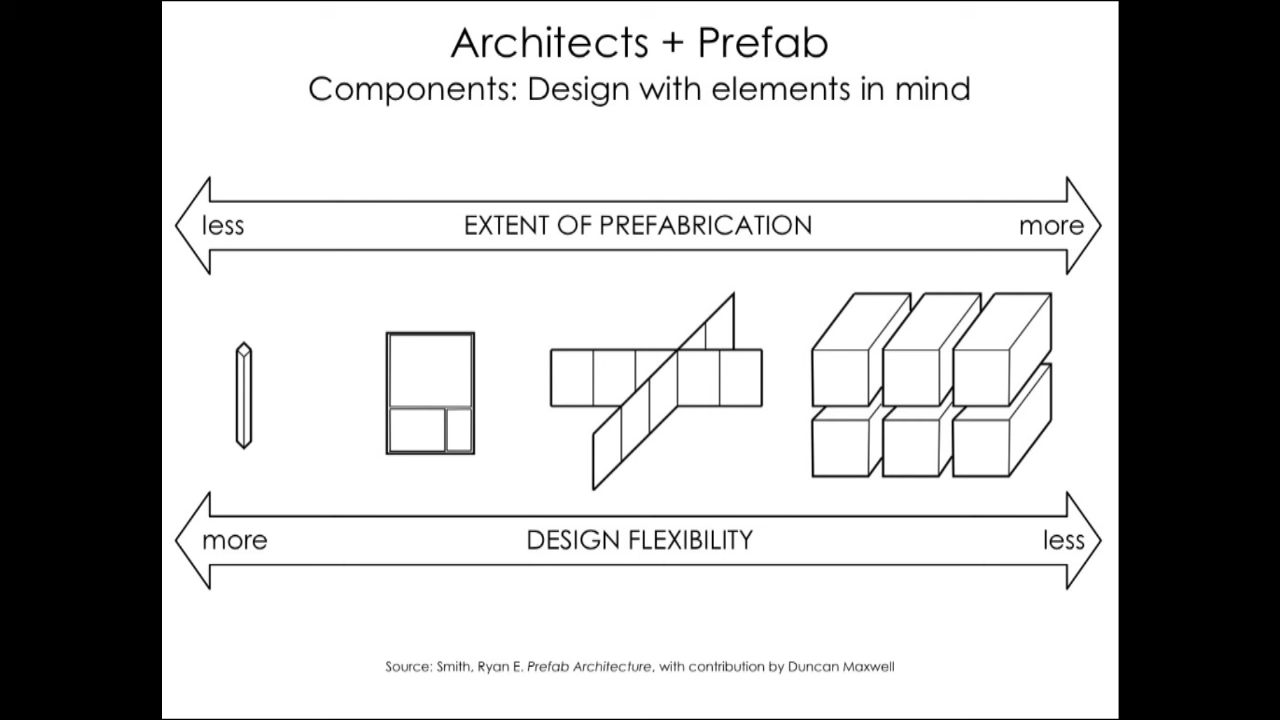 Architects + Prefab
Components: Design with elements in mind
less EXTENT OF PREFABRICATION more
more DESIGN FLEXIBILITY less
Source: Smith, Ryan E. Prefab Architecture, with contribution by Duncan Maxwell